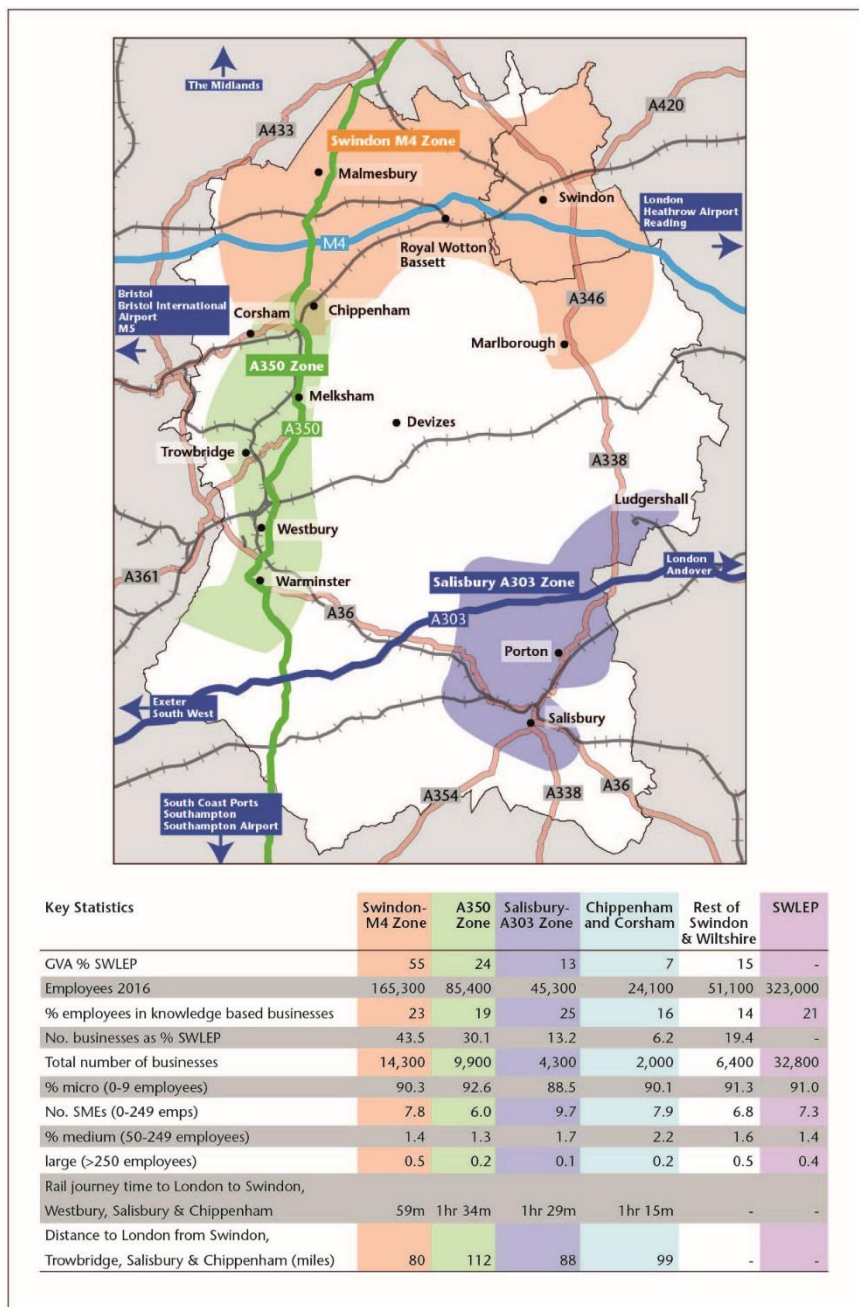 The Midlands
A433
A420
Swindon M4 Zone
Malmesbury
Swindon
London
Heathrow Airport
Reading
M4
Royal Wotton
Bassett
Bristol
Bristol International
Airport
M5
Corsham
Chippenham
A346
Marlborough
A350 Zone
Melksham
A350
Devizes
Trowbridge
A338
Ludgershall
Westbury
London
Andover
Warminster
Salisbury A303 Zone
A361
A36
A303
Porton
Exeter
South West
Salisbury
South Coast Ports
Southampton
Southampton Airport
A354
A338
A36
Key Statistics Swindon- A350 Salisbury- Chippenham Rest of SWLEP
M4 Zone Zone A303 Zone and Corsham Swindon
& Wiltshire
GVA % SWLEP 55 24 13 7 15 -
Employees 2016 165,300 85,400 45,300 24,100 51,100 323,000
% employees in knowledge based businesses 23 19 25 16 14 21
No. businesses as % SWLEP 43.5 30.1 13.2 6.2 19.4 -
Total number of businesses 14,300 9,900 4,300 2,000 6,400 32,800
% micro (0-9 employees) 90.3 92.6 88.5 90.1 91.3 91.0
No. SMEs (0-249 emps) 7.8 6.0 9.7 7.9 6.8 7.3
% medium (50-249 employees) 1.4 1.3 1.7 2.2 1.6 1.4
large (>250 employees) 0.5 0.2 0.1 0.2 0.5 0.4
Rail journey time to London to Swindon,
Westbury, Salisbury & Chippenham 59m 1hr 34m 1hr 29m 1hr 15m - -
Distance to London from Swindon,
Trowbridge, Salisbury & Chippenham (miles) 80 112 88 99 - -